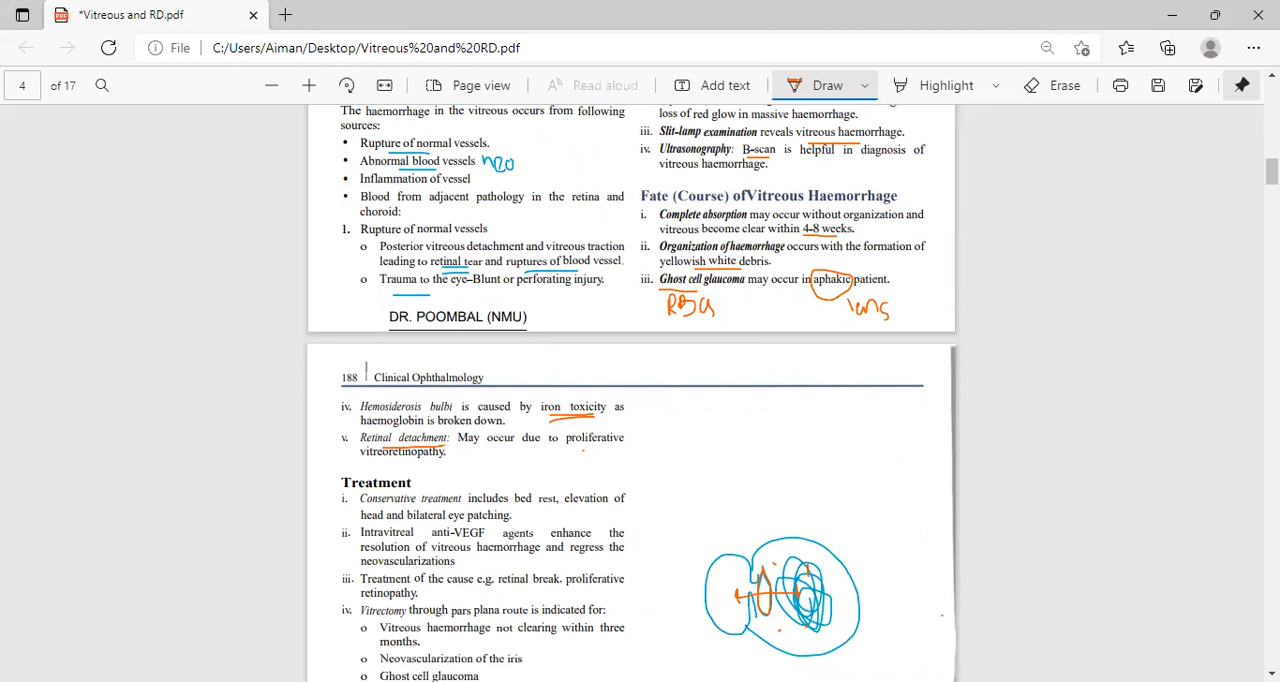 *Vitreous and RD.pdf
File
C:/Users/Aiman/Desktop/Vitreous%20and%20RD.pdf
4 of 17
Page view
Read aloud
Add text
Draw
Highlight
Erase
The haemorrhage in the vitreous occurs from following
sources:
• Rupture of normal vessels.
• Abnormal blood vessels neo
• Inflammation of vessel
• Blood from adjacent pathology in the retina and
choroid:
1. Rupture of normal vessels
o Posterior vitreous detachment and vitreous traction
leading to retinal tear and ruptures of blood vessel.
o Trauma to the eye–Blunt or perforating injury.
DR. POOMBAL (NMU)
loss of red glow in massive haemorrhage.
iii. Slit-lamp examination reveals vitreous haemorrhage.
iv. Ultrasonography: B-scan is helpful in diagnosis of
vitreous haemorrhage.
Fate (Course) ofVitreous Haemorrhage
i. Complete absorption may occur without organization and
vitreous become clear within 4-8 weeks.
ii. Organization of haemorrhage occurs with the formation of
yellowish white debris.
iii. Ghost cell glaucoma may occur in aphakic patient.
lens
188 | Clinical Ophthalmology
iv. Hemosiderosis bulbi is caused by iron toxicity as
haemoglobin is broken down.
v. Retinal detachment: May occur due to proliferative
vitreoretinopathy.
Treatment
i. Conservative treatment includes bed rest, elevation of
head and bilateral eye patching.
ii. Intravitreal anti-VEGF agents enhance the
resolution of vitreous haemorrhage and regress the
neovascularizations
iii. Treatment of the cause e.g. retinal break, proliferative
retinopathy.
iv. Vitrectomy through pars plana route is indicated for:
o Vitreous haemorrhage not clearing within three
months.
o Neovascularization of the iris
o Ghost cell glaucoma